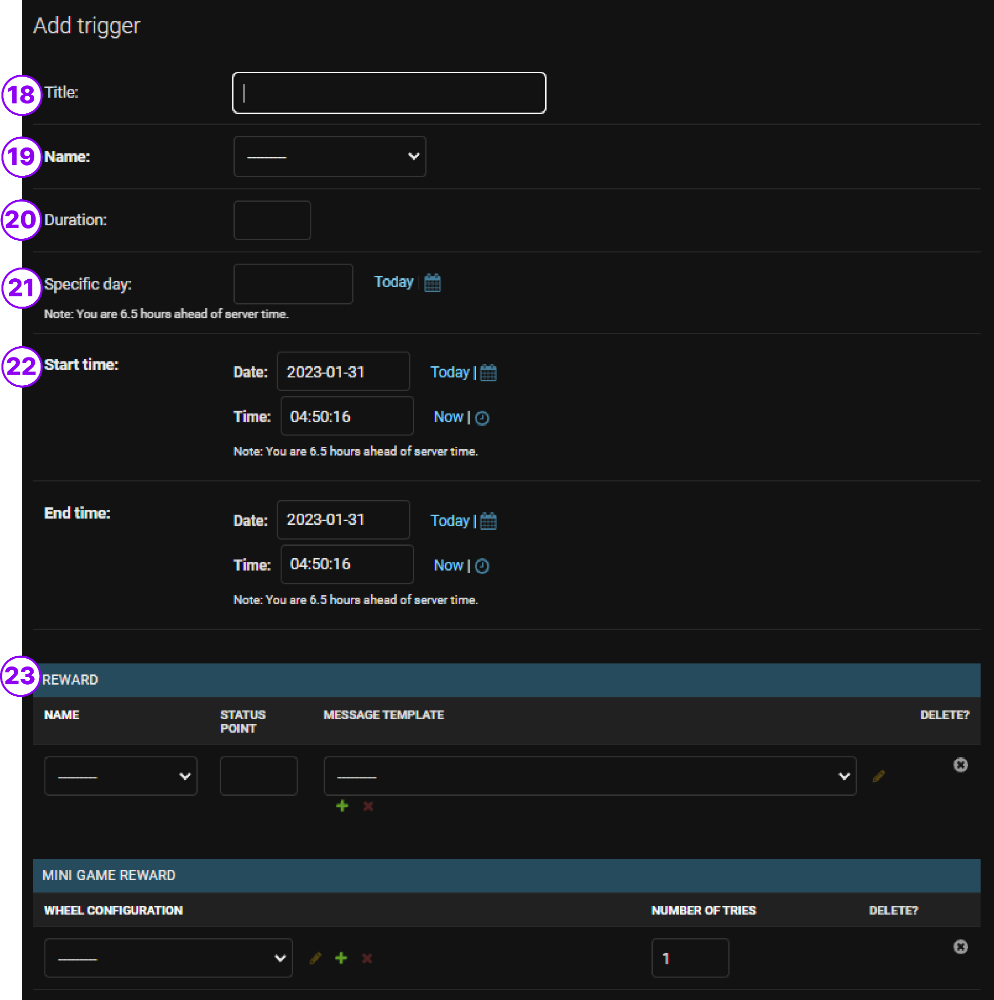 Add trigger
18 Title:
19 Name: ---------
20 Duration:
21 Specific day: Today |
Note: You are 6.5 hours ahead of server time.
22 Start time: Date: 2023-01-31 Today |
Time: 04:50:16 Now |
Note: You are 6.5 hours ahead of server time.
End time: Date: 2023-01-31 Today |
Time: 04:50:16 Now |
Note: You are 6.5 hours ahead of server time.
23 REWARD
NAME STATUS POINT MESSAGE TEMPLATE DELETE?
--------- ---------
MINI GAME REWARD
WHEEL CONFIGURATION NUMBER OF TRIES DELETE?
--------- 1